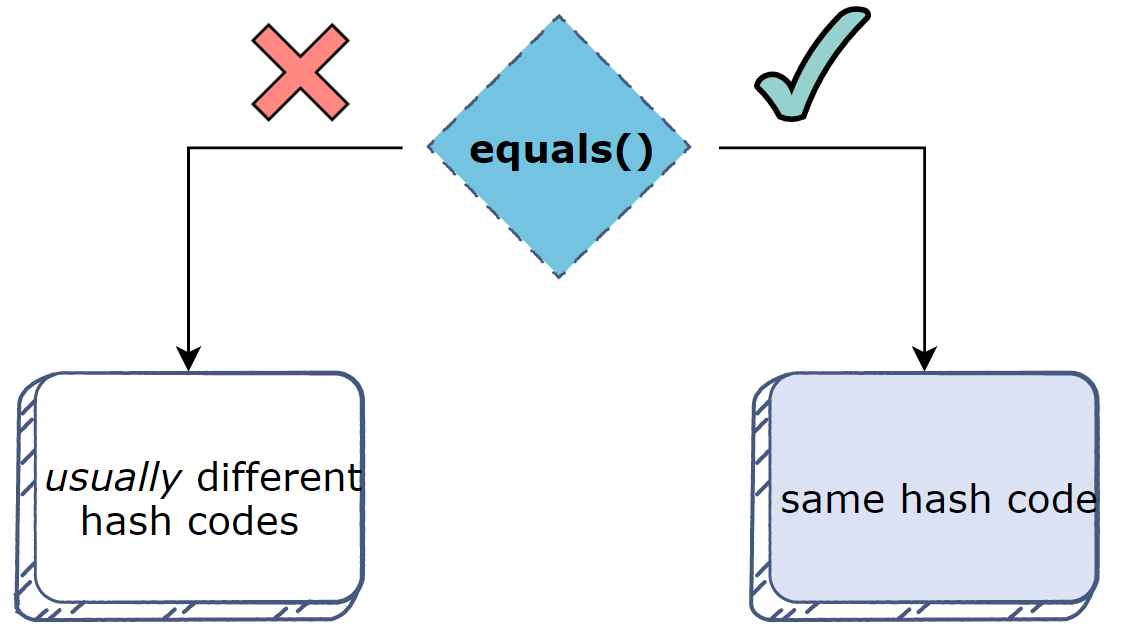 equals()
usually different
hash codes
same hash code